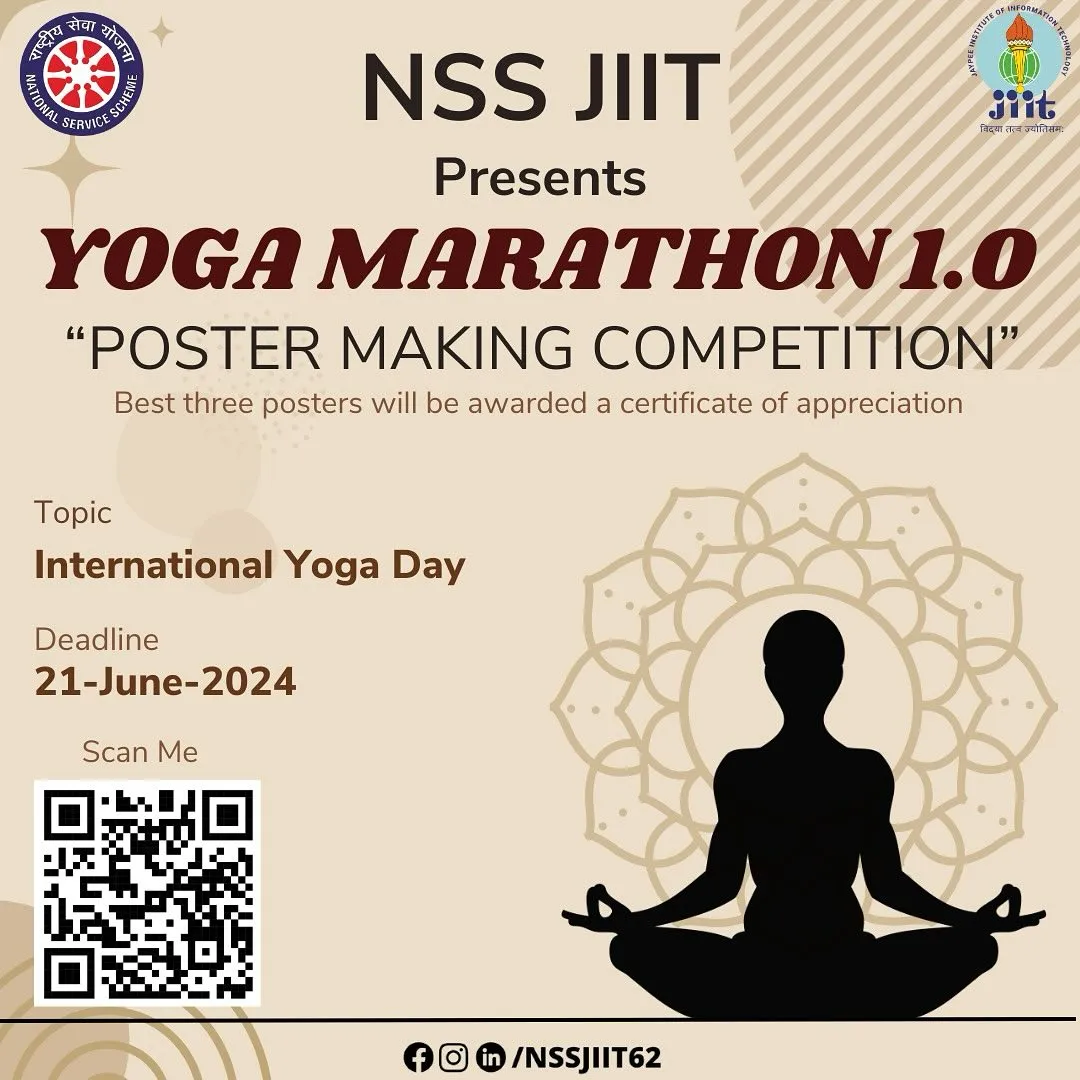 राष्ट्रीय सेवा योजना
NATIONAL SERVICE SCHEME
JAYPEE INSTITUTE OF INFORMATION TECHNOLOGY
jiit
विद्या तत्व ज्योतिसमः
NSS JIIT
Presents
YOGA MARATHON 1.0
“POSTER MAKING COMPETITION”
Best three posters will be awarded a certificate of appreciation
Topic
International Yoga Day
Deadline
21-June-2024
Scan Me
/NSSJIIT62